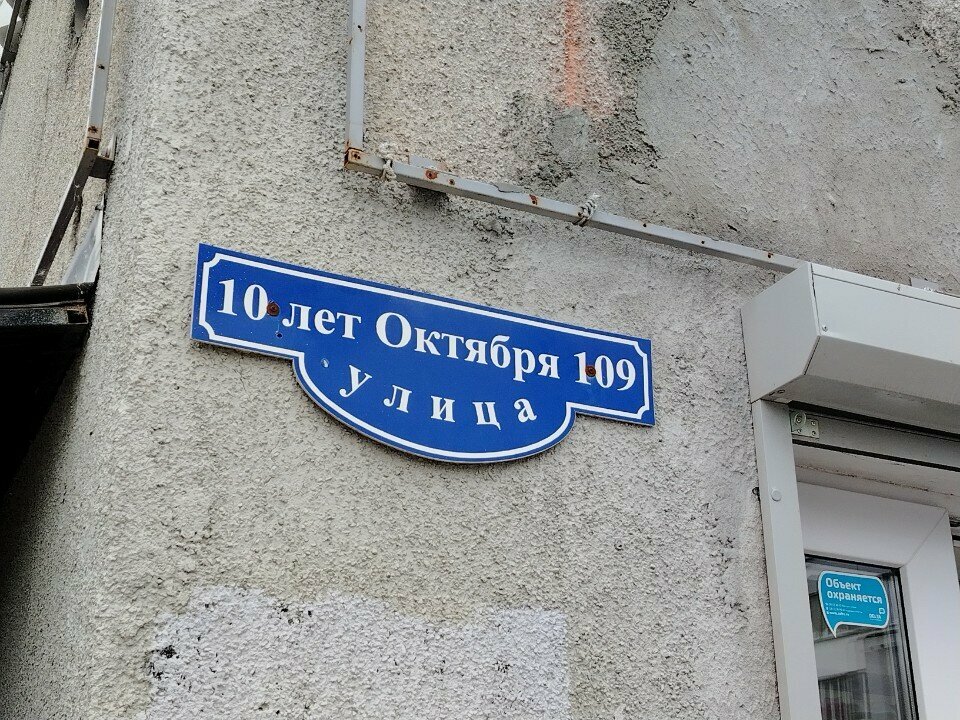 10 лет Октября 109
улица
Объект
охраняется